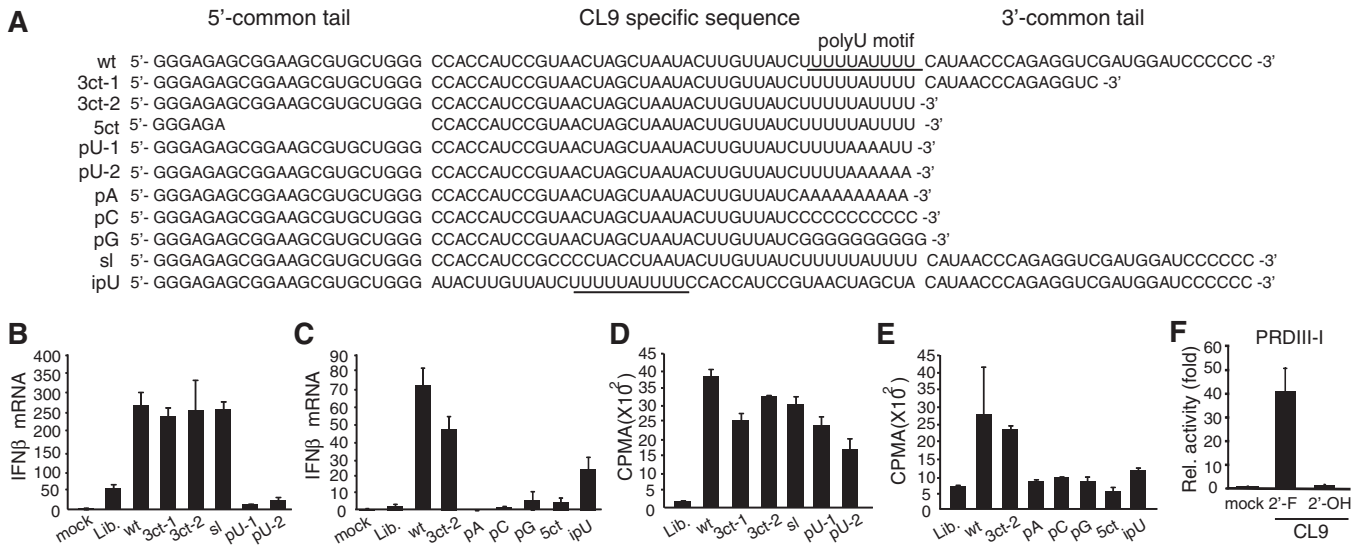 A
5'-common tail CL9 specific sequence 3'-common tail
polyU motif
wt 5'- GGGAGAGCGGAAGCGUGCUGGG CCACCAUCCGUAACUAGCUAAUACUUGUUAUCUUUUUAUUUU CAUAACCCAGAGGUCGAUGGAUCCCCCC -3'
3ct-1 5'- GGGAGAGCGGAAGCGUGCUGGG CCACCAUCCGUAACUAGCUAAUACUUGUUAUCUUUUUAUUUU CAUAACCCAGAGGUC -3'
3ct-2 5'- GGGAGAGCGGAAGCGUGCUGGG CCACCAUCCGUAACUAGCUAAUACUUGUUAUCUUUUUAUUUU -3'
5ct 5'- GGGAGA CCACCAUCCGUAACUAGCUAAUACUUGUUAUCUUUUUAUUUU -3'
pU-1 5'- GGGAGAGCGGAAGCGUGCUGGG CCACCAUCCGUAACUAGCUAAUACUUGUUAUCUUUUAAAAUU -3'
pU-2 5'- GGGAGAGCGGAAGCGUGCUGGG CCACCAUCCGUAACUAGCUAAUACUUGUUAUCUUUUAAAAAA -3'
pA 5'- GGGAGAGCGGAAGCGUGCUGGG CCACCAUCCGUAACUAGCUAAUACUUGUUAUCAAAAAAAAAA -3'
pC 5'- GGGAGAGCGGAAGCGUGCUGGG CCACCAUCCGUAACUAGCUAAUACUUGUUAUCCCCCCCCCCC -3'
pG 5'- GGGAGAGCGGAAGCGUGCUGGG CCACCAUCCGUAACUAGCUAAUACUUGUUAUCGGGGGGGGGG -3'
sl 5'- GGGAGAGCGGAAGCGUGCUGGG CCACCAUCCGCCCCUACCUAAUACUUGUUAUCUUUUUAUUUU CAUAACCCAGAGGUCGAUGGAUCCCCCC -3'
ipU 5'- GGGAGAGCGGAAGCGUGCUGGG AUACUUGUUAUCUUUUUAUUUUCCACCAUCCGUAACUAGCUA CAUAACCCAGAGGUCGAUGGAUCCCCCC -3'
B
IFNβ mRNA
400
350
300
250
200
150
100
50
0
mock Lib. wt 3ct-1 3ct-2 sl pU-1 pU-2
C
IFNβ mRNA
90
80
70
60
50
40
30
20
10
0
mock Lib. wt 3ct-2 pA pC pG 5ct ipU
D
CPMA(X10²)
45
40
35
30
25
20
15
10
5
0
Lib. wt 3ct-1 3ct-2 sl pU-1 pU-2
E
CPMA(X10²)
45
40
35
30
25
20
15
10
5
0
Lib. wt 3ct-2 pA pC pG 5ct ipU
F
PRDIII-I
Rel. activity (fold)
60
50
40
30
20
10
0
mock 2'-F 2'-OH
CL9